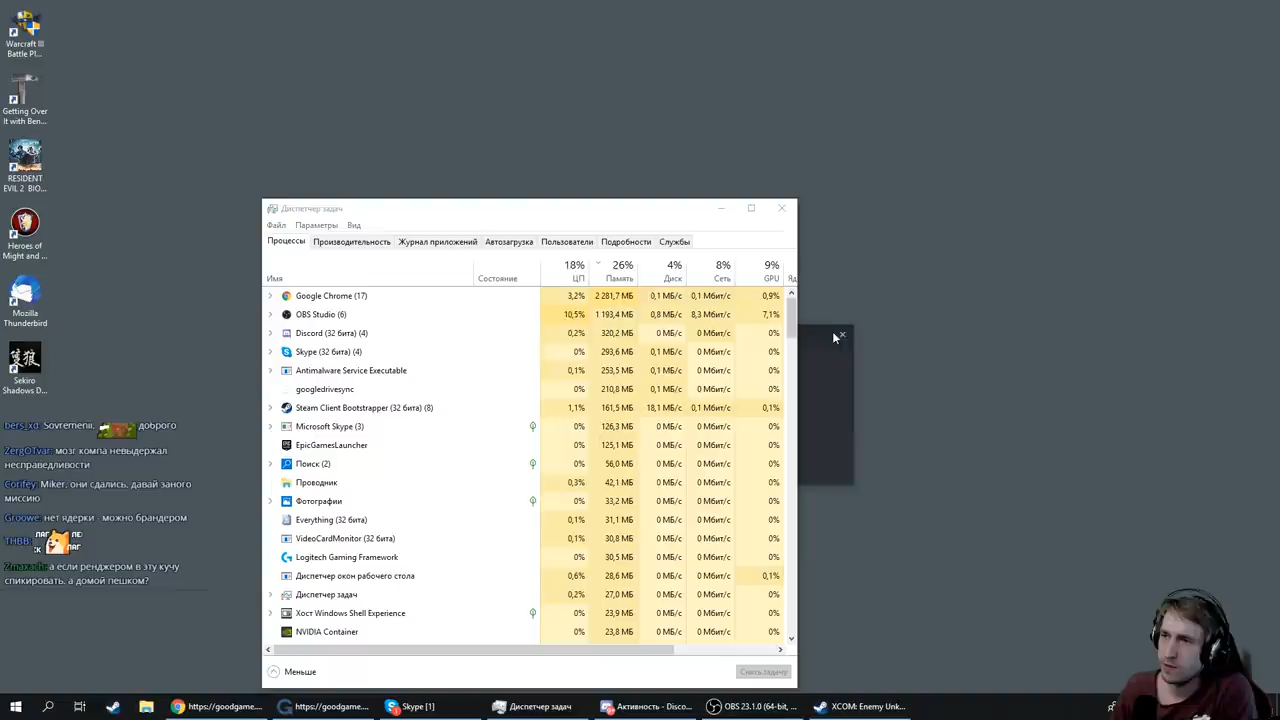 Warcraft III
Battle Pl...
Getting Over
It with Ben...
RESIDENT
EVIL 2 BIO...
Heroes of
Might and ...
Mozilla
Thunderbird
Sekiro
Shadows D...
bers_xd: Sovremenii, доброго
ZergOTvar: мозг компа невыдержал
несправедливости
Corifey: Miker, они сдались, давай заного
миссию
Groowe: нет ядерки - можно брандером
THBB:
Zmaxach: а если ренджером в эту кучу
спикировать, а домой пешком?
Диспетчер задач
Файл Параметры Вид
Процессы Производительность Журнал приложений Автозагрузка Пользователи Подробности Службы
18% 26% 4% 8% 9%
Имя Состояние ЦП Память Диск Сеть GPU Яд
Google Chrome (17) 3,2% 2 281,7 МБ 0,1 МБ/с 0,1 Мбит/с 0,9%
OBS Studio (6) 10,5% 1 193,4 МБ 0,8 МБ/с 8,3 Мбит/с 7,1%
Discord (32 бита) (4) 0,2% 320,2 МБ 0 МБ/с 0 Мбит/с 0%
Skype (32 бита) (4) 0% 293,6 МБ 0,1 МБ/с 0 Мбит/с 0%
Antimalware Service Executable 0,1% 253,5 МБ 0,1 МБ/с 0 Мбит/с 0%
googledrivesync 0% 210,8 МБ 0,1 МБ/с 0 Мбит/с 0%
Steam Client Bootstrapper (32 бита) (8) 1,1% 161,5 МБ 18,1 МБ/с 0,1 Мбит/с 0,1%
Microsoft Skype (3) 0% 126,3 МБ 0 МБ/с 0 Мбит/с 0%
EpicGamesLauncher 0% 125,1 МБ 0 МБ/с 0 Мбит/с 0%
Поиск (2) 0% 56,0 МБ 0 МБ/с 0 Мбит/с 0%
Проводник 0,3% 42,1 МБ 0 МБ/с 0 Мбит/с 0%
Фотографии 0% 33,2 МБ 0 МБ/с 0 Мбит/с 0%
Everything (32 бита) 0,1% 31,1 МБ 0 МБ/с 0 Мбит/с 0%
VideoCardMonitor (32 бита) 0,1% 30,8 МБ 0 МБ/с 0 Мбит/с 0%
Logitech Gaming Framework 0% 30,5 МБ 0 МБ/с 0 Мбит/с 0%
Диспетчер окон рабочего стола 0,6% 28,6 МБ 0 МБ/с 0 Мбит/с 0,1%
Диспетчер задач 0,2% 27,0 МБ 0 МБ/с 0 Мбит/с 0%
Хост Windows Shell Experience 0% 23,9 МБ 0 МБ/с 0 Мбит/с 0%
NVIDIA Container 0% 23,8 МБ 0 МБ/с 0 Мбит/с 0%
Меньше Снять задачу
https://goodgame.... https://goodgame.... Skype [1] Диспетчер задач Активность - Disco... OBS 23.1.0 (64-bit, ... XCOM: Enemy Unk...